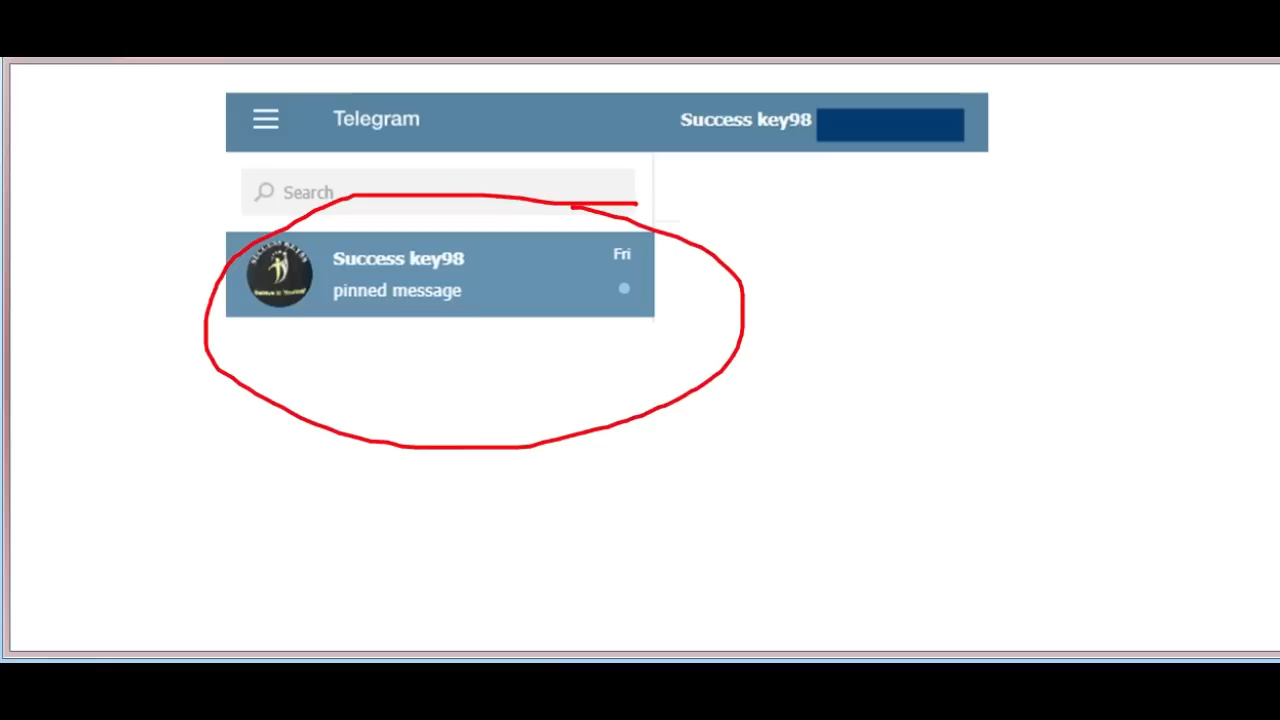 Telegram
Success key98
Search
Success key98
Fri
pinned message